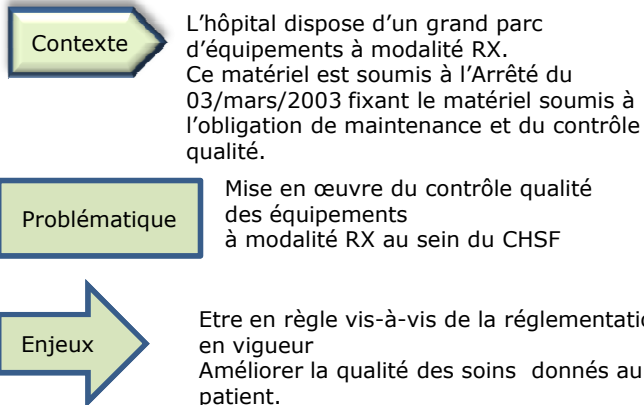 Contexte
L’hôpital dispose d’un grand parc
d’équipements à modalité RX.
Ce matériel est soumis à l’Arrêté du
03/mars/2003 fixant le matériel soumis à
l’obligation de maintenance et du contrôle
qualité.
Problématique
Mise en œuvre du contrôle qualité
des équipements
à modalité RX au sein du CHSF
Enjeux
Etre en règle vis-à-vis de la
en vigueur
Améliorer la qualité des soins donnés au
patient.